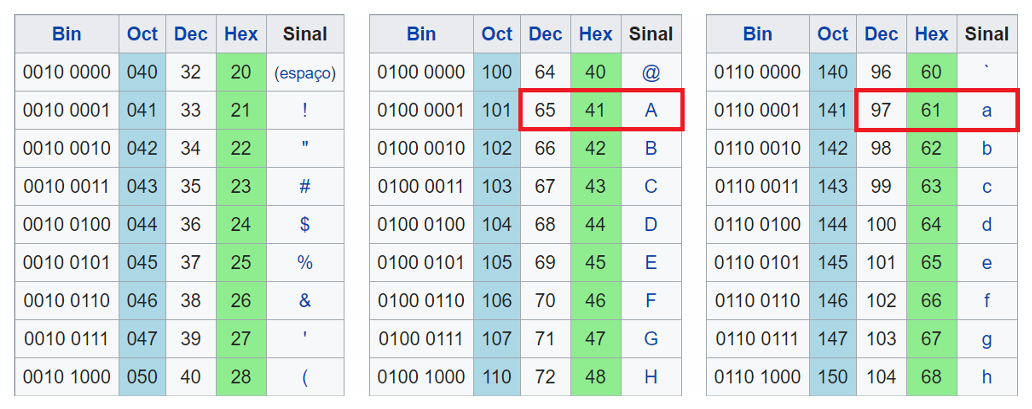 Bin Oct Dec Hex Sinal Bin Oct Dec Hex Sinal Bin Oct Dec Hex Sinal
0010 0000 040 32 20 (espaço) 0100 0000 100 64 40 @ 0110 0000 140 96 60 `
0010 0001 041 33 21 ! 0100 0001 101 65 41 A 0110 0001 141 97 61 a
0010 0010 042 34 22 " 0100 0010 102 66 42 B 0110 0010 142 98 62 b
0010 0011 043 35 23 # 0100 0011 103 67 43 C 0110 0011 143 99 63 c
0010 0100 044 36 24 $ 0100 0100 104 68 44 D 0110 0100 144 100 64 d
0010 0101 045 37 25 % 0100 0101 105 69 45 E 0110 0101 145 101 65 e
0010 0110 046 38 26 & 0100 0110 106 70 46 F 0110 0110 146 102 66 f
0010 0111 047 39 27 ' 0100 0111 107 71 47 G 0110 0111 147 103 67 g
0010 1000 050 40 28 ( 0100 1000 110 72 48 H 0110 1000 150 104 68 h